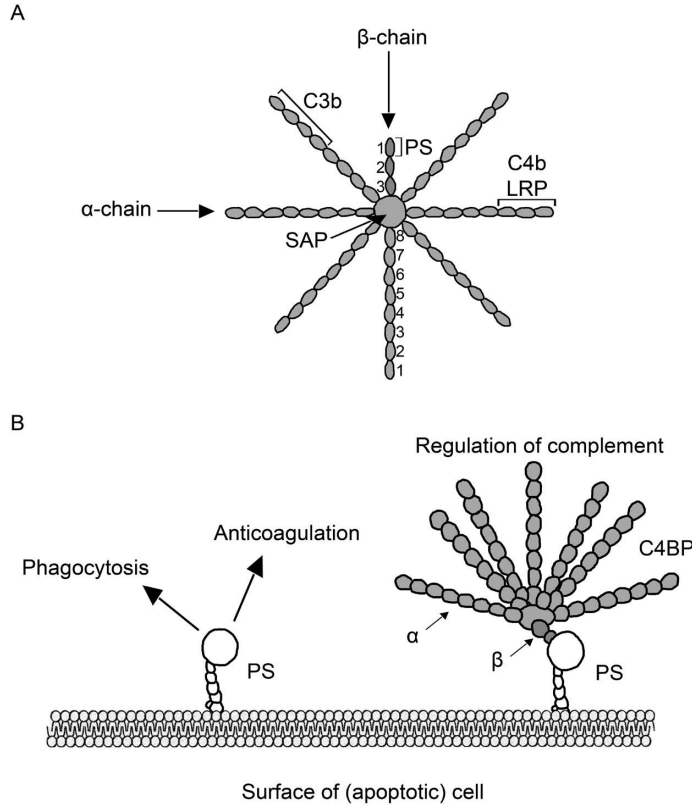 A
β-chain
C3b
1
PS
2
3
C4b
LRP
α-chain
SAP
8
7
6
5
4
3
2
1
B
Regulation of complement
Anticoagulation
Phagocytosis
C4BP
α
β
PS
PS
Surface of (apoptotic) cell